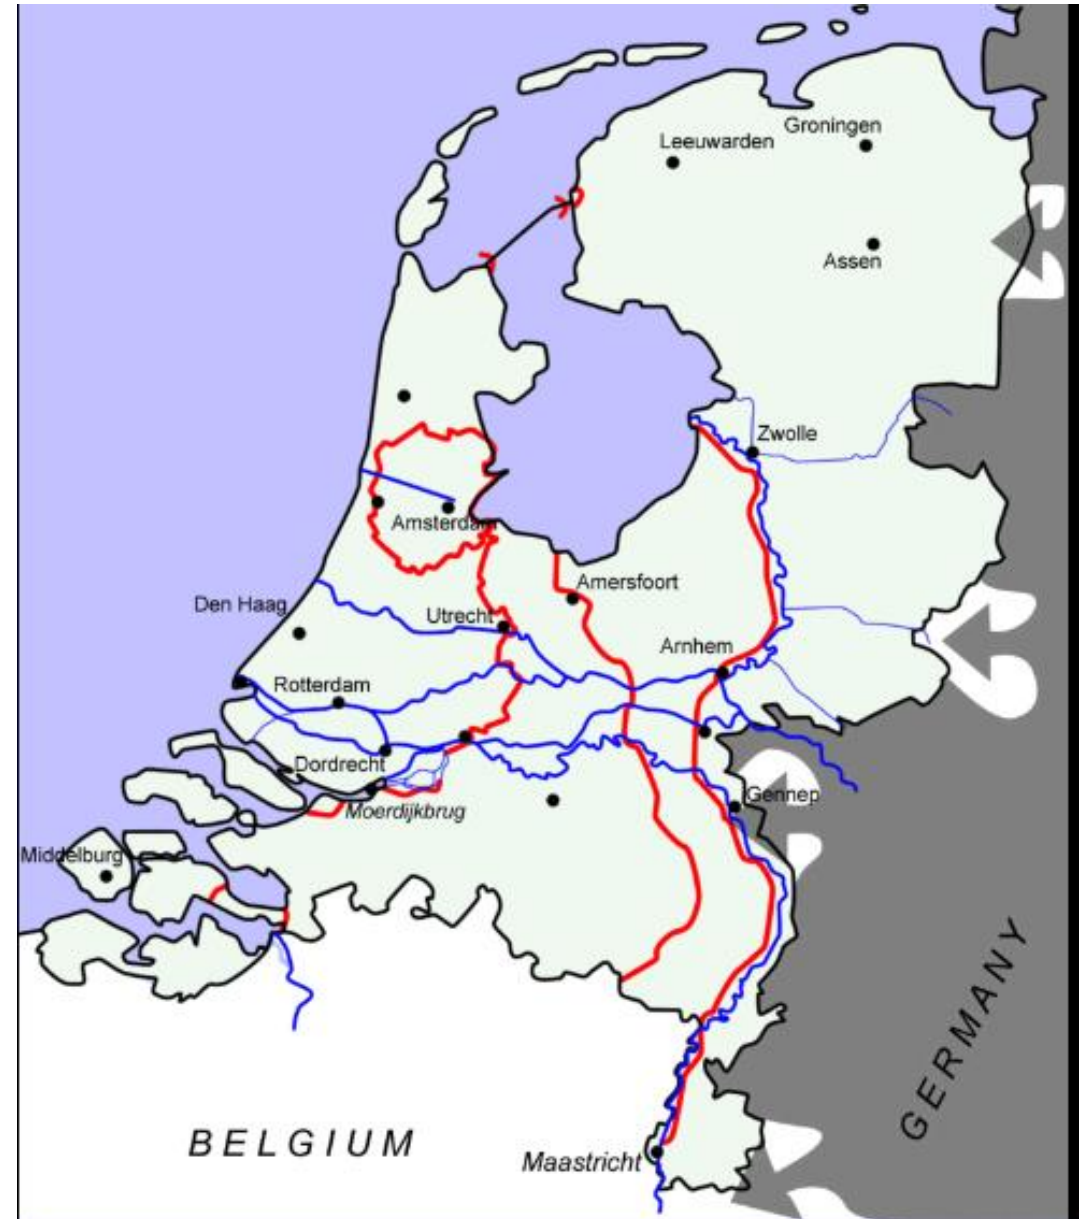 Groningen
Leeuwarden
Assen
Zwolle
Amsterdam
Amersfoort
Den Haag
Utrecht
Arnhem
Rotterdam
Dordrecht
Gennep
Moerdijkbrug
Middelburg
GERMANY
BELGIUM
Maastricht